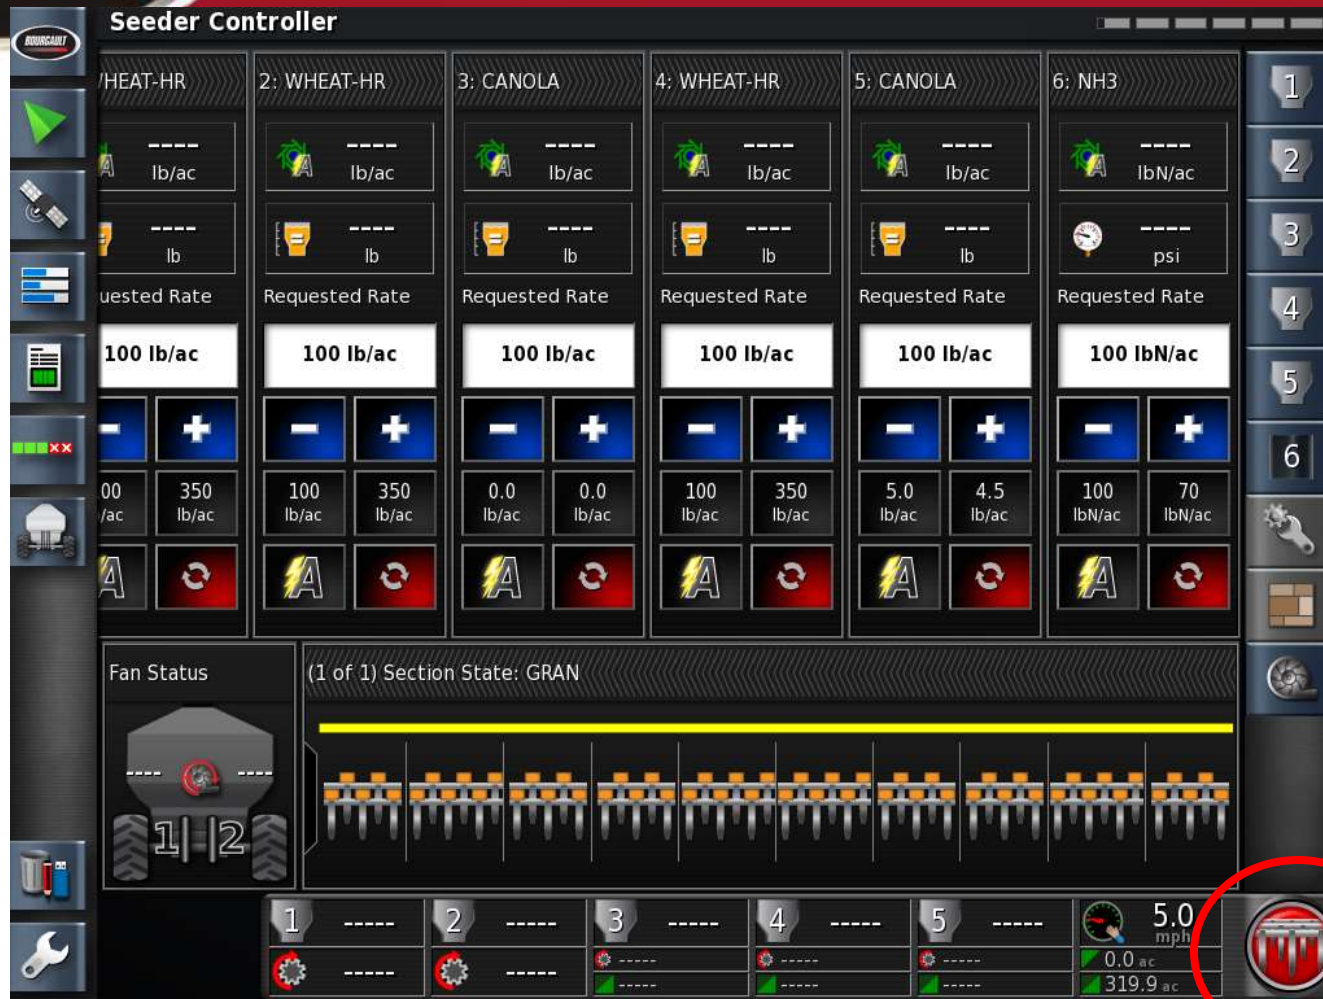 BOURGAULT
Seeder Controller
/HEAT-HR
2: WHEAT-HR
3: CANOLA
4: WHEAT-HR
5: CANOLA
6: NH3
---- ---- ---- ---- ---- ----
lb/ac lb/ac lb/ac lb/ac lb/ac lbN/ac
---- ---- ---- ---- ---- ----
lb lb lb lb lb psi
uested Rate Requested Rate Requested Rate Requested Rate Requested Rate Requested Rate
100 lb/ac 100 lb/ac 100 lb/ac 100 lb/ac 100 lb/ac 100 lbN/ac
- + - + - + - + - + - +
00 350 100 350 0.0 0.0 100 350 5.0 4.5 100 70
/ac lb/ac lb/ac lb/ac lb/ac lb/ac lb/ac lb/ac lb/ac lb/ac lbN/ac lbN/ac
A A A A A A
1
2
3
4
5
6
Fan Status
---- ----
1 2
(1 of 1) Section State: GRAN
1 ----- 2 ----- 3 ----- 4 ----- 5 ----- 5.0
mph
----- ----- ----- ----- ----- 0.0 ac
----- ----- ----- 319.9 ac